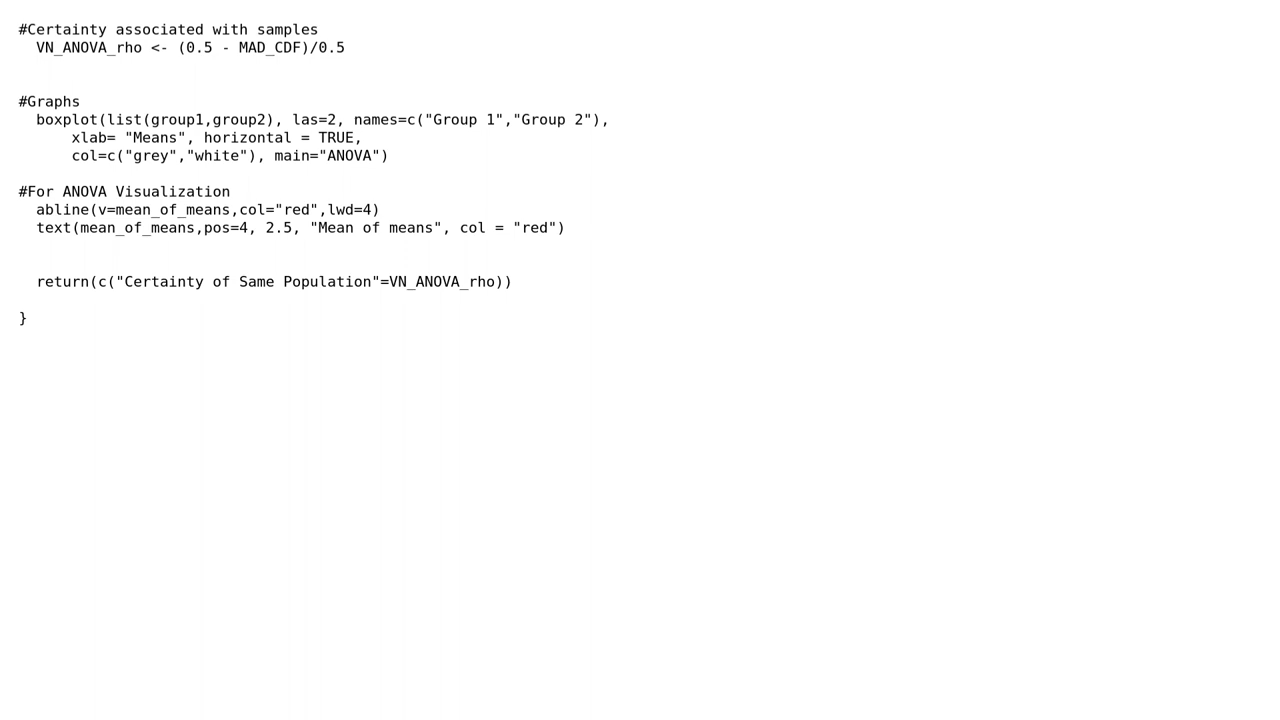 #Certainty associated with samples
  VN_ANOVA_rho <- (0.5 - MAD_CDF)/0.5
#Graphs
  boxplot(list(group1,group2), las=2, names=c("Group 1","Group 2"),
      xlab= "Means", horizontal = TRUE,
      col=c("grey","white"), main="ANOVA")
#For ANOVA Visualization
  abline(v=mean_of_means,col="red",lwd=4)
  text(mean_of_means,pos=4, 2.5, "Mean of means", col = "red")
  return(c("Certainty of Same Population"=VN_ANOVA_rho))
}